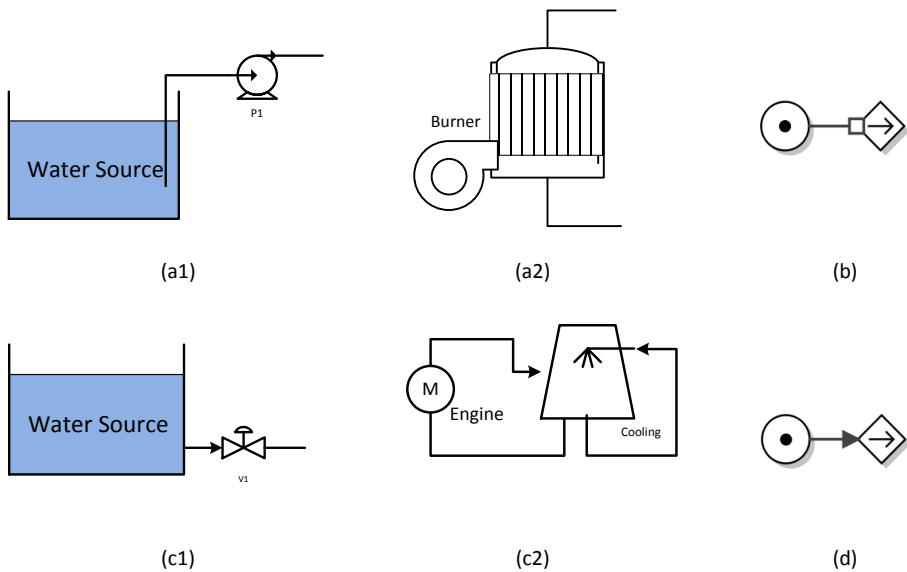 Water Source
P1
Burner
(a1)
(a2)
(b)
Water Source
V1
M
Engine
Cooling
(c1)
(c2)
(d)